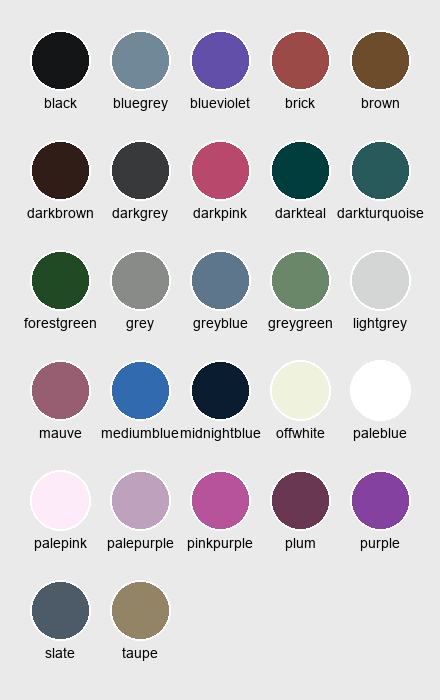 black bluegrey blueviolet brick brown
darkbrown darkgrey darkpink darkteal darkturquoise
forestgreen grey greyblue greygreen lightgrey
mauve mediumblue midnightblue offwhite paleblue
palepink palepurple pinkpurple plum purple
slate taupe